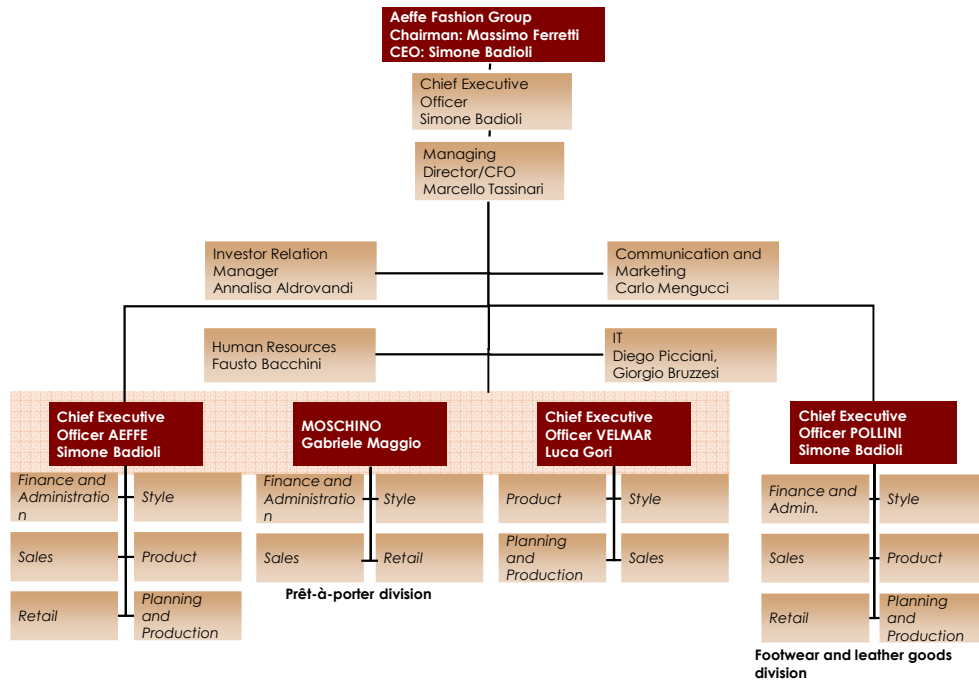 Aeffe Fashion Group
Chairman: Massimo Ferretti
CEO: Simone Badioli
Chief Executive
Officer
Simone Badioli
Managing
Director/CFO
Marcello Tassinari
Investor Relation
Manager
Annalisa Aldrovandi
Communication and
Marketing
Carlo Mengucci
Human Resources
Fausto Bacchini
IT
Diego Picciani,
Giorgio Bruzzesi
Chief Executive
Officer AEFFE
Simone Badioli
MOSCHINO
Gabriele Maggio
Chief Executive
Officer VELMAR
Luca Gori
Chief Executive
Officer POLLINI
Simone Badioli
Finance and
Administratio
n
Style
Sales
Product
Retail
Planning
and
Production
Finance and
Administratio
n
Style
Sales
Retail
Prêt-à-porter division
Product
Style
Planning
and
Production
Sales
Finance and
Admin.
Style
Sales
Product
Retail
Planning
and
Production
Footwear and leather goods
division